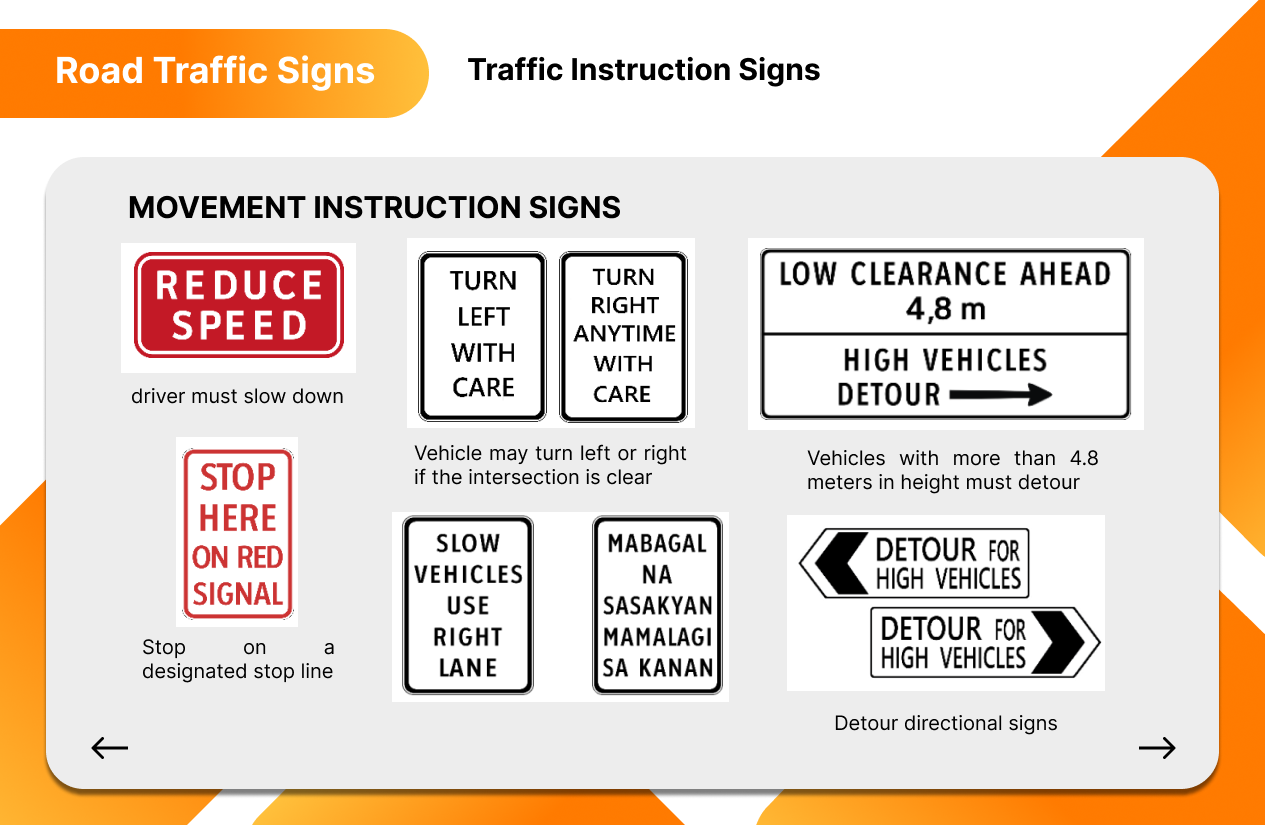 Road Traffic Signs
Traffic Instruction Signs
MOVEMENT INSTRUCTION SIGNS
REDUCE
SPEED
driver must slow down
TURN
LEFT
WITH
CARE
TURN
RIGHT
ANYTIME
WITH
CARE
Vehicle may turn left or right
if the intersection is clear
LOW CLEARANCE AHEAD
4,8 m
HIGH VEHICLES
DETOUR
Vehicles with more than 4.8
meters in height must detour
STOP
HERE
ON RED
SIGNAL
Stop on a
designated stop line
SLOW
VEHICLES
USE
RIGHT
LANE
MABAGAL
NA
SASAKYAN
MAMALAGI
SA KANAN
DETOUR FOR
HIGH VEHICLES
DETOUR FOR
HIGH VEHICLES
Detour directional signs